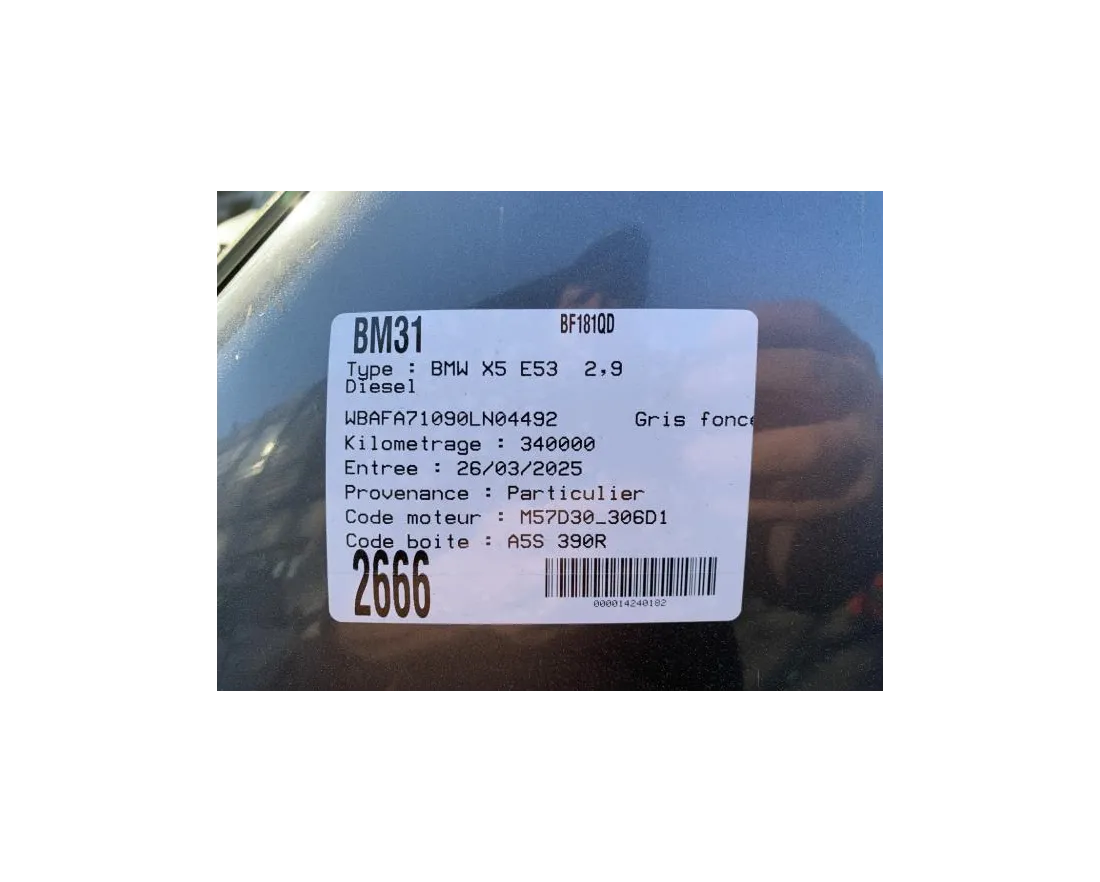 BM31 BF181QD
Type : BMW X5 E53 2,9
Diesel
WBAFA71090LN04492 Gris fonce
Kilometrage : 340000
Entree : 26/03/2025
Provenance : Particulier
Code moteur : M57D30_306D1
Code boite : A5S 390R
2666
000014240182